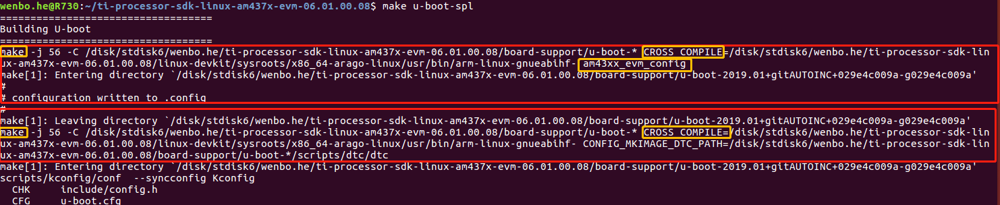 wenbo.he@R730:~/ti-processor-sdk-linux-am437x-evm-06.01.00.08$ make u-boot-spl
===================================
Building U-boot
===================================
make -j 56 -C /disk/stdisk6/wenbo.he/ti-processor-sdk-linux-am437x-evm-06.01.00.08/board-support/u-boot-* CROSS_COMPILE=/disk/stdisk6/wenbo.he/ti-processor-sdk-lin
ux-am437x-evm-06.01.00.08/linux-devkit/sysroots/x86_64-arago-linux/usr/bin/arm-linux-gnueabihf- am43xx_evm_config
make[1]: Entering directory `/disk/stdisk6/wenbo.he/ti-processor-sdk-linux-am437x-evm-06.01.00.08/board-support/u-boot-2019.01+gitAUTOINC+029e4c009a-g029e4c009a'
#
# configuration written to .config
#
make[1]: Leaving directory `/disk/stdisk6/wenbo.he/ti-processor-sdk-linux-am437x-evm-06.01.00.08/board-support/u-boot-2019.01+gitAUTOINC+029e4c009a-g029e4c009a'
make -j 56 -C /disk/stdisk6/wenbo.he/ti-processor-sdk-linux-am437x-evm-06.01.00.08/board-support/u-boot-* CROSS_COMPILE=/disk/stdisk6/wenbo.he/ti-processor-sdk-lin
ux-am437x-evm-06.01.00.08/linux-devkit/sysroots/x86_64-arago-linux/usr/bin/arm-linux-gnueabihf- CONFIG_MKIMAGE_DTC_PATH=/disk/stdisk6/wenbo.he/ti-processor-sdk-lin
ux-am437x-evm-06.01.00.08/board-support/u-boot-*/scripts/dtc/dtc
make[1]: Entering directory `/disk/stdisk6/wenbo.he/ti-processor-sdk-linux-am437x-evm-06.01.00.08/board-support/u-boot-2019.01+gitAUTOINC+029e4c009a-g029e4c009a'
scripts/kconfig/conf  --syncconfig Kconfig
  CHK     include/config.h
  CFG     u-boot.cfg